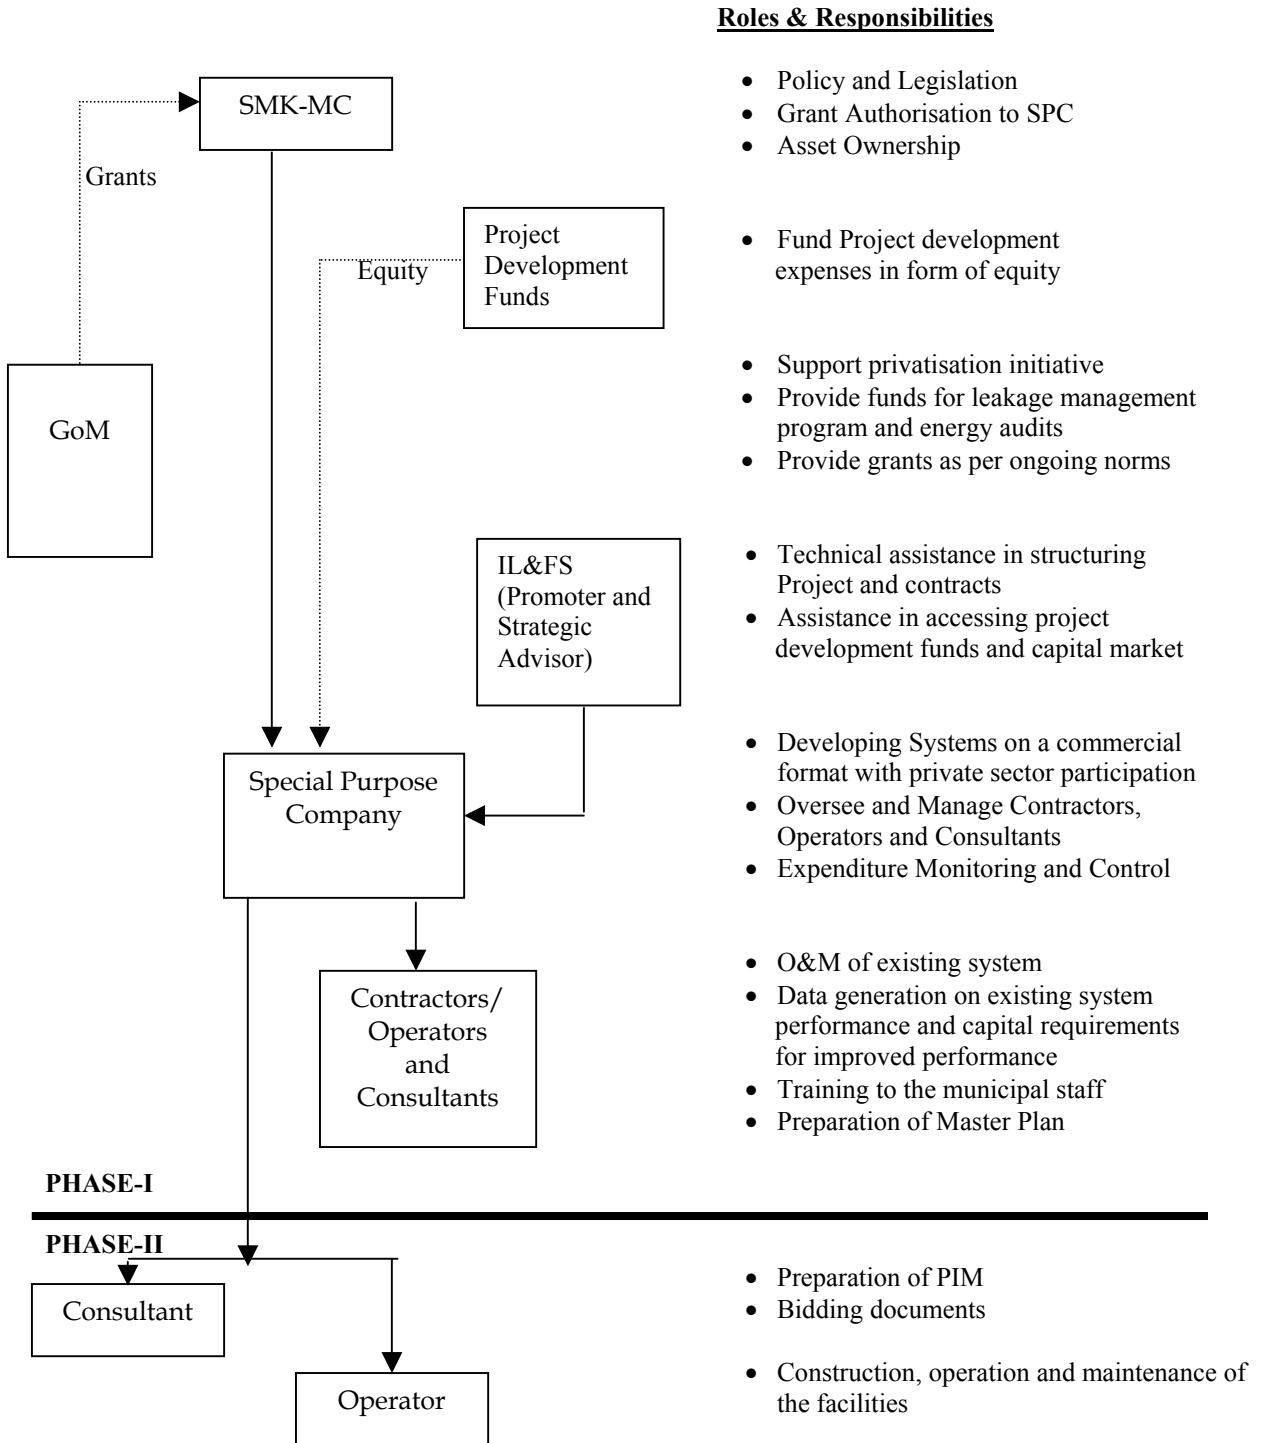 Roles & Responsibilities
SMK-MC
• Policy and Legislation
• Grant Authorisation to SPC
• Asset Ownership
Grants
Project
Development
Funds
Equity
• Fund Project development
expenses in form of equity
GoM
• Support privatisation initiative
• Provide funds for leakage management
program and energy audits
• Provide grants as per ongoing norms
IL&FS
(Promoter and
Strategic
Advisor)
• Technical assistance in structuring
Project and contracts
• Assistance in accessing project
development funds and capital market
Special Purpose
Company
• Developing Systems on a commercial
format with private sector participation
• Oversee and Manage Contractors,
Operators and Consultants
• Expenditure Monitoring and Control
Contractors/
Operators
and
Consultants
• O&M of existing system
• Data generation on existing system
performance and capital requirements
for improved performance
• Training to the municipal staff
• Preparation of Master Plan
PHASE-I
PHASE-II
Consultant
• Preparation of PIM
• Bidding documents
Operator
• Construction, operation and maintenance of
the facilities